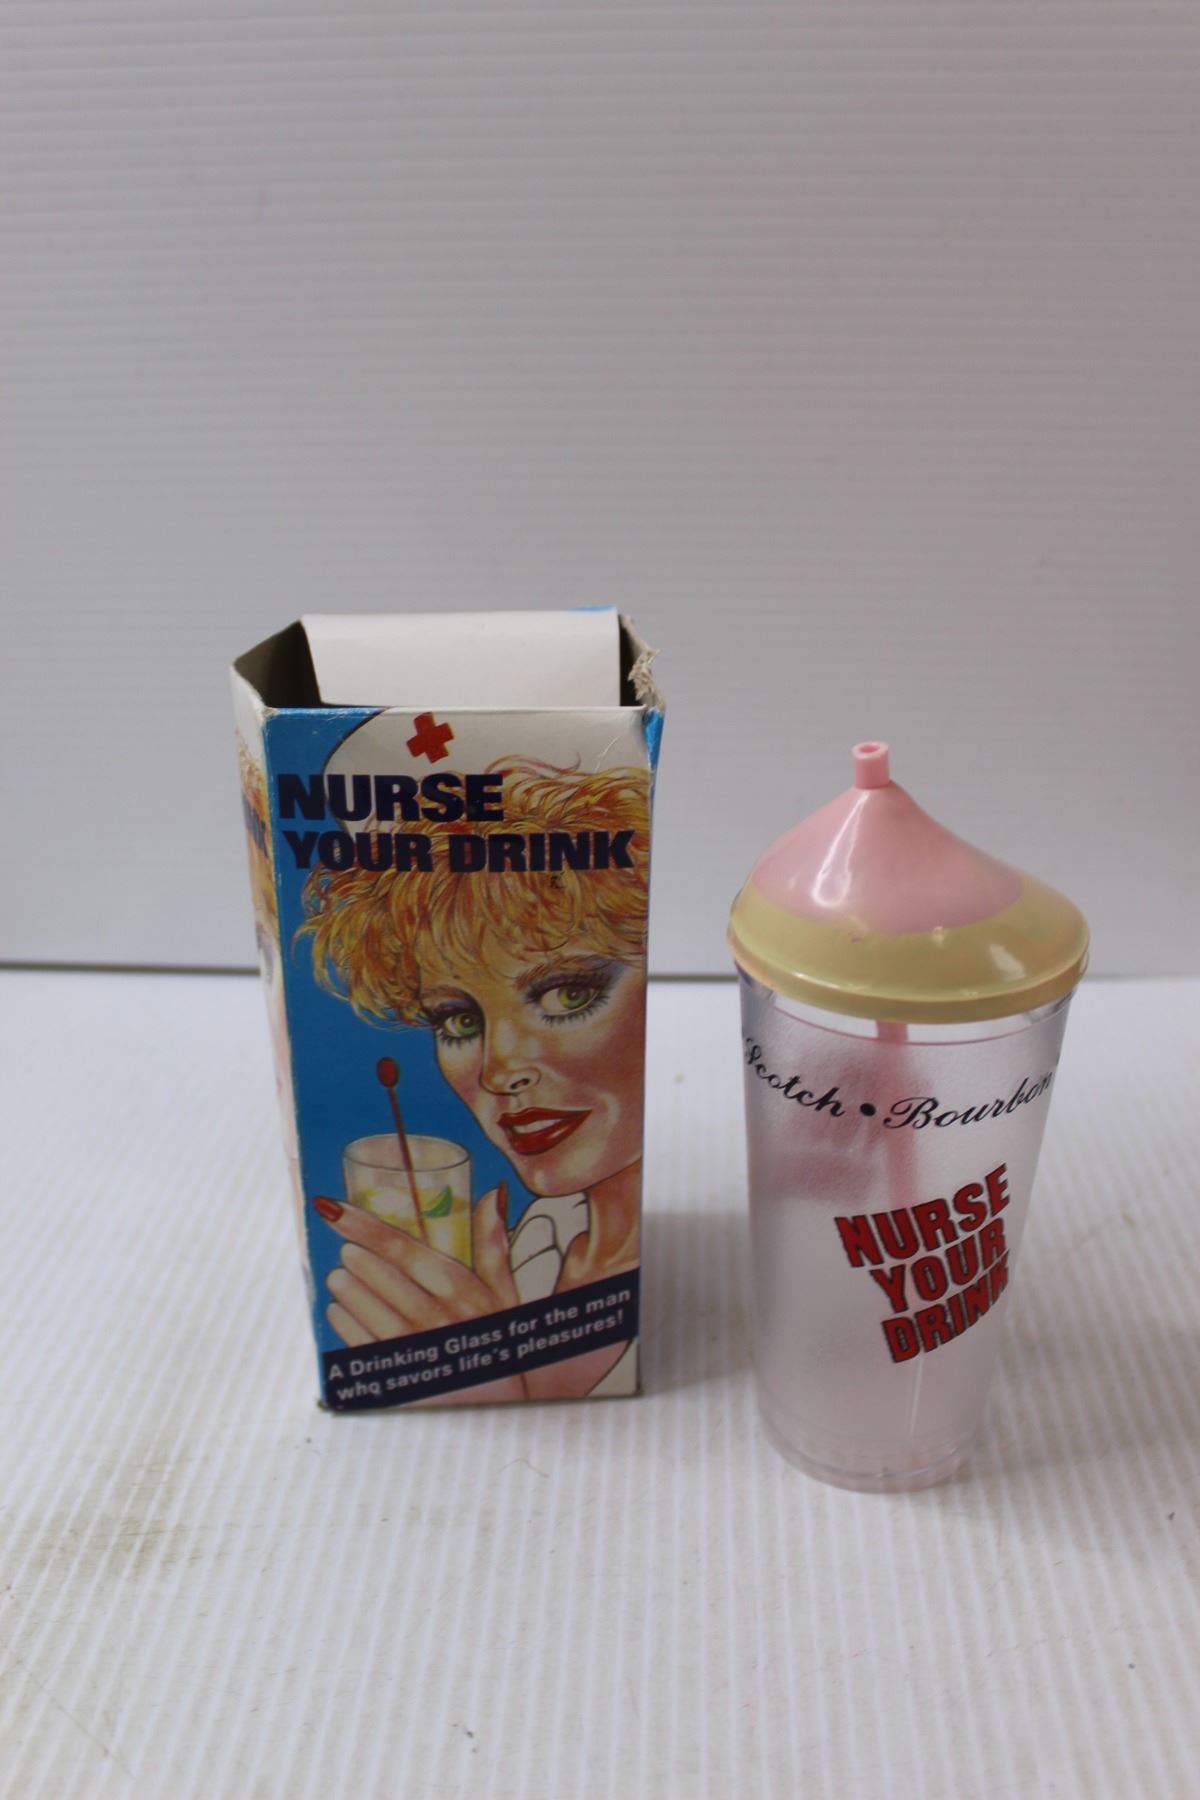 NURSE
YOUR DRINK
A Drinking Glass for the man
who savors life's pleasures!
Scotch • Bourbon
NURSE
YOUR
DRINK